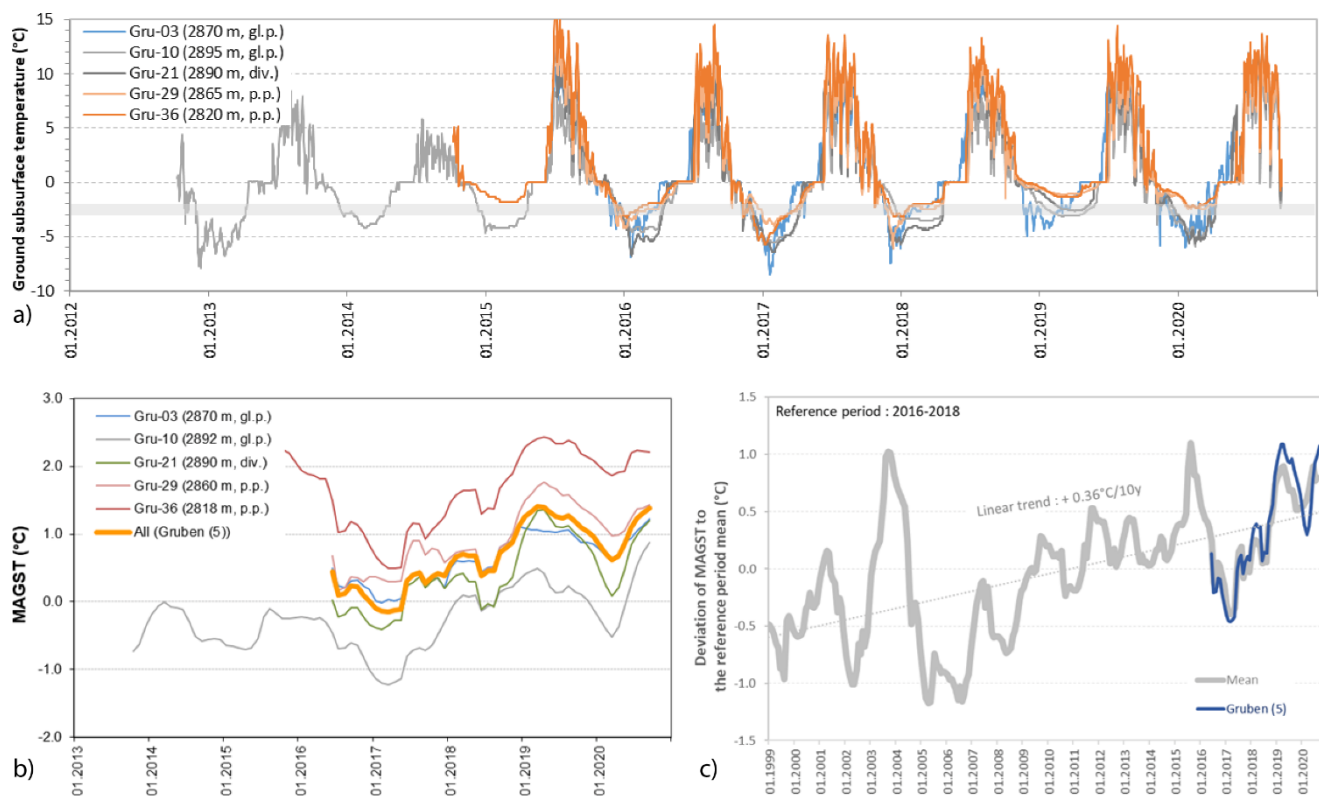 Ground subsurface temperature (°C)
15
10
5
0
-5
-10
Gru-03 (2870 m, gl.p.)
Gru-10 (2895 m, gl.p.)
Gru-21 (2890 m, div.)
Gru-29 (2865 m, p.p.)
Gru-36 (2820 m, p.p.)
01.2012
01.2013
01.2014
01.2015
01.2016
01.2017
01.2018
01.2019
01.2020
a)
MAGST (°C)
3.0
2.0
1.0
0.0
-1.0
-2.0
Gru-03 (2870 m, gl.p.)
Gru-10 (2892 m, gl.p.)
Gru-21 (2890 m, div.)
Gru-29 (2860 m, p.p.)
Gru-36 (2818 m, p.p.)
All (Gruben (5))
01.2013
01.2014
01.2015
01.2016
01.2017
01.2018
01.2019
01.2020
b)
Deviation of MAGST to
the reference period mean (°C)
1.5
1.0
0.5
0.0
-0.5
-1.0
-1.5
Reference period : 2016-2018
Linear trend : + 0.36°C/10y
Mean
Gruben (5)
01.1999
01.2000
01.2001
01.2002
01.2003
01.2004
01.2005
01.2006
01.2007
01.2008
01.2009
01.2010
01.2011
01.2012
01.2013
01.2014
01.2015
01.2016
01.2017
01.2018
01.2019
01.2020
c)